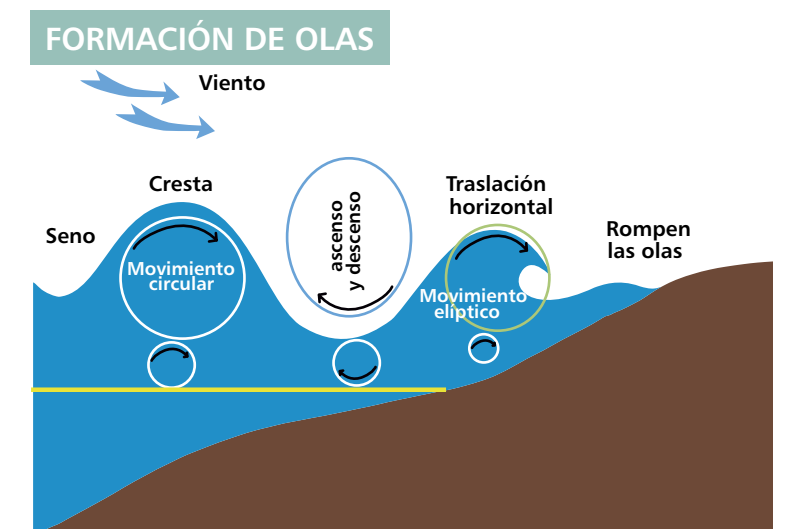 FORMACIÓN DE OLAS
Viento
Cresta
Seno
Movimiento
circular
ascenso
y descenso
Traslación
horizontal
Movimiento
elíptico
Rompen
las olas